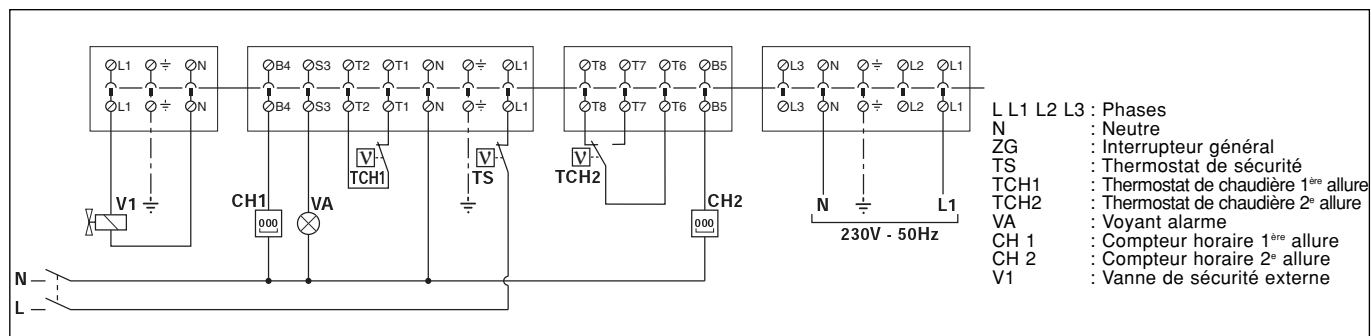 L1 ⏚ N
L1 ⏚ N
B4 S3 T2 T1 N ⏚ L1
B4 S3 T2 T1 N ⏚ L1
T8 T7 T6 B5
T8 T7 T6 B5
L3 N ⏚ L2 L1
L3 N ⏚ L2 L1
V TCH1
V TS
V TCH2
V1
CH1
000
VA
CH2
000
N L1
230V - 50Hz
N
L
L L1 L2 L3 : Phases
N : Neutre
ZG : Interrupteur général
TS : Thermostat de sécurité
TCH1 : Thermostat de chaudière 1ère allure
TCH2 : Thermostat de chaudière 2e allure
VA : Voyant alarme
CH 1 : Compteur horaire 1ère allure
CH 2 : Compteur horaire 2e allure
V1 : Vanne de sécurité externe